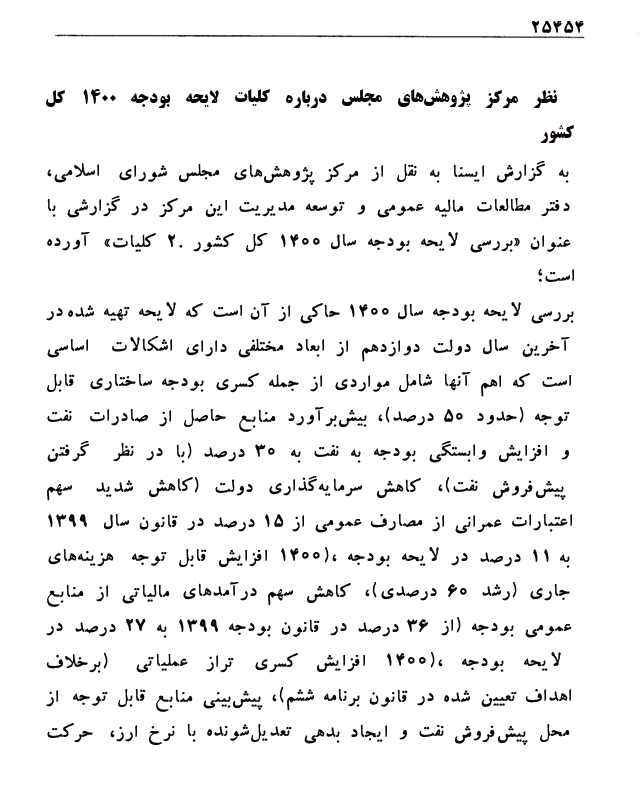 ۲۵۴۵۴
نظر مرکز پژوهش‌های مجلس درباره کلیات لایحه بودجه ۱۴۰۰ کل
کشور
به گزارش ایسنا به نقل از مرکز پژوهش‌های مجلس شورای اسلامی،
دفتر مطالعات مالیه عمومی و توسعه مدیریت این مرکز در گزارشی با
عنوان «بررسی لایحه بودجه سال ۱۴۰۰ کل کشور .۲ کلیات» آورده
است؛
بررسی لایحه بودجه سال ۱۴۰۰ حاکی از آن است که لایحه تهیه شده در
آخرین سال دولت دوازدهم از ابعاد مختلفی دارای اشکالات اساسی
است که اهم آنها شامل مواردی از جمله کسری بودجه ساختاری قابل
توجه (حدود ۵۰ درصد)، بیش‌برآورد منابع حاصل از صادرات نفت
و افزایش وابستگی بودجه به نفت به ۳۰ درصد (با در نظر گرفتن
پیش‌فروش نفت)، کاهش سرمایه‌گذاری دولت (کاهش شدید سهم
اعتبارات عمرانی از مصارف عمومی از ۱۵ درصد در قانون سال ۱۳۹۹
به ۱۱ درصد در لایحه بودجه ،(۱۴۰۰ افزایش قابل توجه هزینه‌های
جاری (رشد ۶۰ درصدی)، کاهش سهم درآمدهای مالیاتی از منابع
عمومی بودجه (از ۳۶ درصد در قانون بودجه ۱۳۹۹ به ۲۷ درصد در
لایحه بودجه ،(۱۴۰۰ افزایش کسری تراز عملیاتی (برخلاف
اهداف تعیین شده در قانون برنامه ششم)، پیش‌بینی منابع قابل توجه از
محل پیش‌فروش نفت و ایجاد بدهی تعدیل‌شونده با نرخ ارز، حرکت